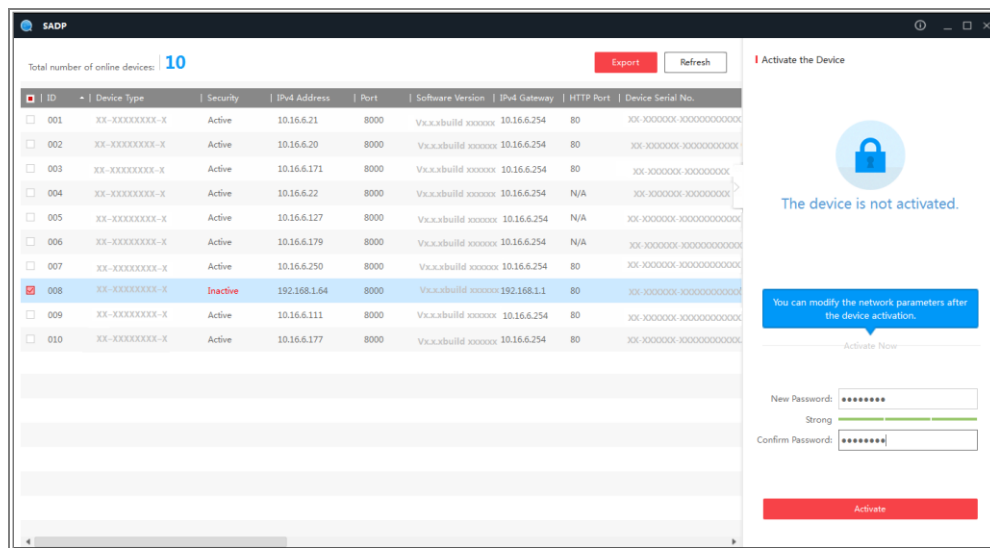 SADP
Total number of online devices: 10
Export Refresh
ID Device Type Security IPv4 Address Port Software Version IPv4 Gateway HTTP Port Device Serial No.
001 XX-XXXXXXXX-X Active 10.16.6.21 8000 Vx.x.xbuild xxxxxx 10.16.6.254 80 XX-XXXXXX-XXXXXXXXXXX
002 XX-XXXXXXXX-X Active 10.16.6.20 8000 Vx.x.xbuild xxxxxx 10.16.6.254 80 XX-XXXXXX-XXXXXXXXXX
003 XX-XXXXXXXX-X Active 10.16.6.171 8000 Vx.x.xbuild xxxxxx 10.16.6.254 80 XX-XXXXXX-XXXXXXXX
004 XX-XXXXXXXX-X Active 10.16.6.22 8000 Vx.x.xbuild xxxxxx 10.16.6.254 N/A XX-XXXXXX-XXXXXXXX
005 XX-XXXXXXXX-X Active 10.16.6.127 8000 Vx.x.xbuild xxxxxx 10.16.6.254 N/A XX-XXXXXX-XXXXXXXXXXX
006 XX-XXXXXXXX-X Active 10.16.6.179 8000 Vx.x.xbuild xxxxxx 10.16.6.254 N/A XX-XXXXXX-XXXXXXXXXXX
007 XX-XXXXXXXX-X Active 10.16.6.250 8000 Vx.x.xbuild xxxxxx 10.16.6.254 80 XX-XXXXXX-XXXXXXXXXXX
008 XX-XXXXXXXX-X Inactive 192.168.1.64 8000 Vx.x.xbuild xxxxxx 192.168.1.1 80 XX-XXXXXX-XXXXXXXXXXX
009 XX-XXXXXXXX-X Active 10.16.6.111 8000 Vx.x.xbuild xxxxxx 10.16.6.254 80 XX-XXXXXX-XXXXXXXXXXX
010 XX-XXXXXXXX-X Active 10.16.6.177 8000 Vx.x.xbuild xxxxxx 10.16.6.254 80 XX-XXXXXX-XXXXXXXXXXX
Activate the Device
The device is not activated.
You can modify the network parameters after
the device activation.
Activate Now
New Password: ●●●●●●●●
Strong
Confirm Password: ●●●●●●●●
Activate